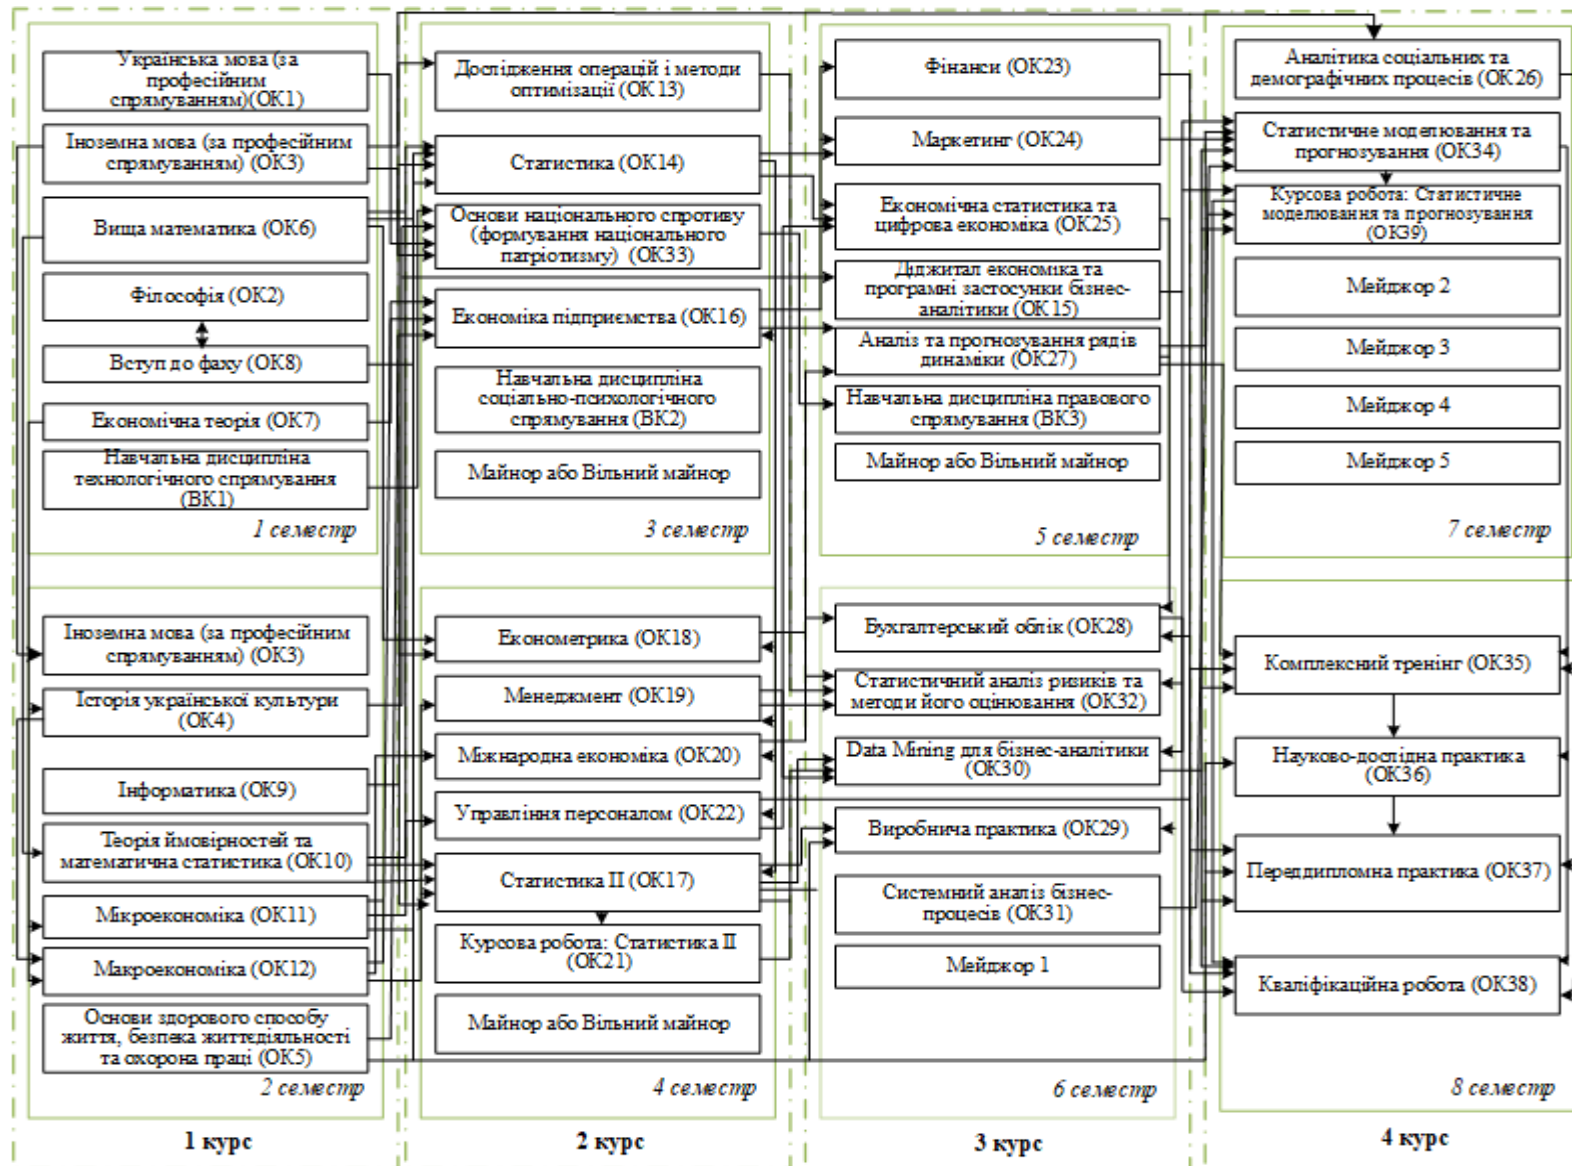 Українська мова (за
професійним
спрямуванням)(ОК1)
Іноземна мова (за професійним
спрямуванням) (ОК3)
Вища математика (ОК6)
Філософія (ОК2)
Вступ до фаху (ОК8)
Економічна теорія (ОК7)
Навчальна дисципліна
технологічного спрямування
(ВК1)
1 семестр
Іноземна мова (за професійним
спрямуванням) (ОК3)
Історія української культури
(ОК4)
Інформатика (ОК9)
Теорія ймовірностей та
математична статистика (ОК10)
Мікроекономіка (ОК11)
Макроекономіка (ОК12)
Основи здорового способу
життя, безпека життєдіяльності
та охорона праці (ОК5)
2 семестр
1 курс
Дослідження операцій і методи
оптимізації (ОК13)
Статистика (ОК14)
Основи національного спротиву
(формування національного
патріотизму) (ОК33)
Економіка підприємства (ОК16)
Навчальна дисципліна
соціально-психологічного
спрямування (ВК2)
Майнор або Вільний майнор
3 семестр
Економетрика (ОК18)
Менеджмент (ОК19)
Міжнародна економіка (ОК20)
Управління персоналом (ОК22)
Статистика II (ОК17)
Курсова робота: Статистика II
(ОК21)
Майнор або Вільний майнор
4 семестр
2 курс
Фінанси (ОК23)
Маркетинг (ОК24)
Економічна статистика та
цифрова економіка (ОК25)
Діджитал економіка та
програмні застосунки бізнес-
аналітики (ОК15)
Аналіз та прогнозування рядів
динаміки (ОК27)
Навчальна дисципліна правового
спрямування (ВК3)
Майнор або Вільний майнор
5 семестр
Бухгалтерський облік (ОК28)
Статистичний аналіз ризиків та
методи його оцінювання (ОК32)
Data Mining для бізнес-аналітики
(ОК30)
Виробнича практика (ОК29)
Системний аналіз бізнес-
процесів (ОК31)
Мейджор 1
6 семестр
3 курс
Аналітика соціальних та
демографічних процесів (ОК26)
Статистичне моделювання та
прогнозування (ОК34)
Курсова робота: Статистичне
моделювання та прогнозування
(ОК39)
Мейджор 2
Мейджор 3
Мейджор 4
Мейджор 5
7 семестр
Комплексний тренінг (ОК35)
Науково-дослідна практика
(ОК36)
Переддипломна практика (ОК37)
Кваліфікаційна робота (ОК38)
8 семестр
4 курс